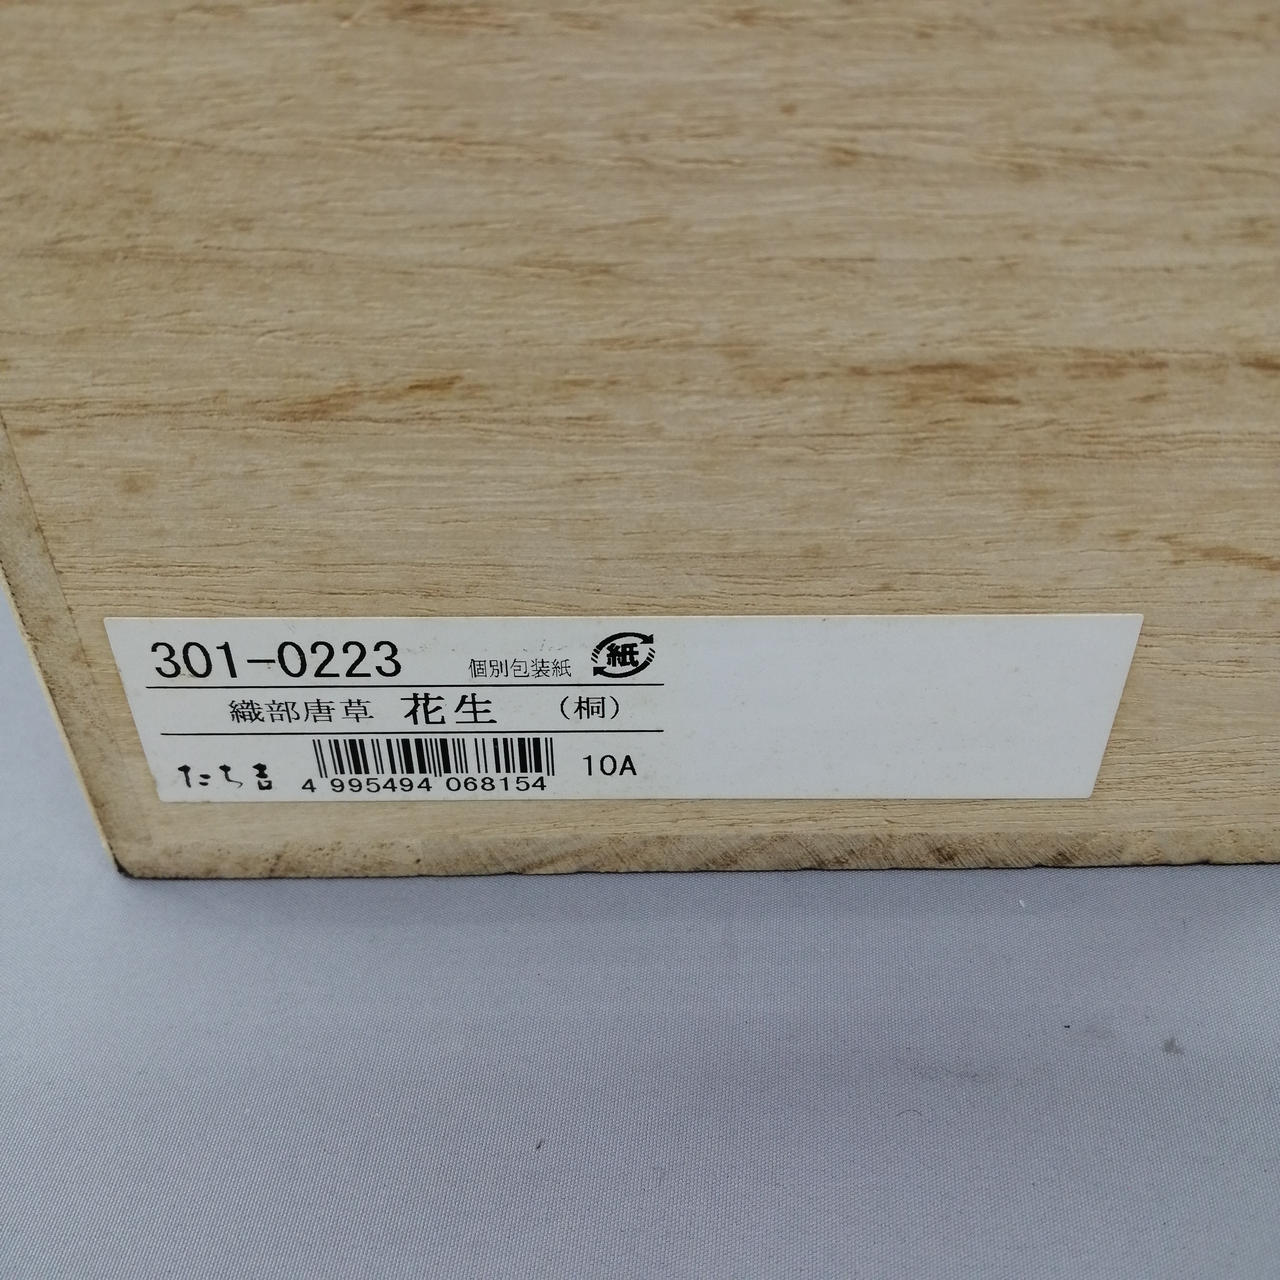 301-0223 個別包装紙 紙
織部唐草 花生 (桐)
たち吉 4 995494 068154 10A